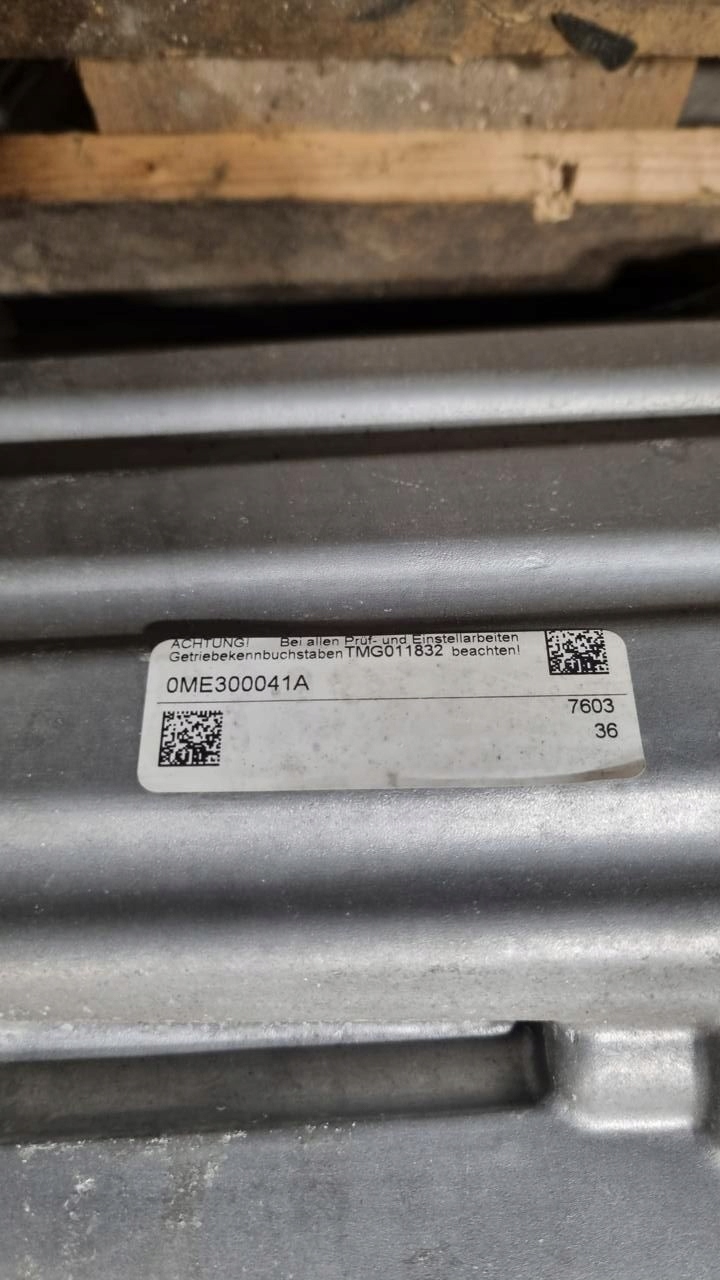 ACHTUNG! Bei allen Prüf- und Einstellarbeiten
Getriebekennbuchstaben TMG011832 beachten!
0ME300041A
7603
36